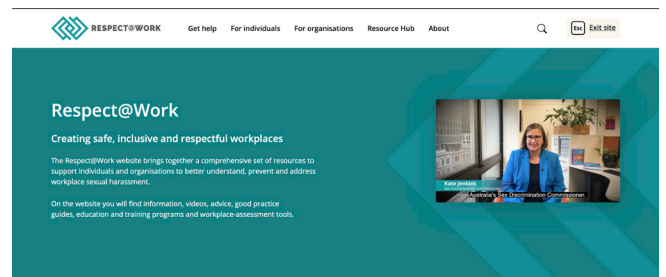 RESPECT@WORK
Get help For individuals For organisations Resource Hub About
Esc Exit site
Respect@Work
Creating safe, inclusive and respectful workplaces
The Respect@Work website brings together a comprehensive set of resources to
support individuals and organisations to better understand, prevent and address
workplace sexual harassment.
On the website you will find information, videos, advice, good practice
guides, education and training programs and workplace-assessment tools.
Kate Jenkins
Sex Discrimination Commissioner
Australia's Sex Discrimination Commissioner.